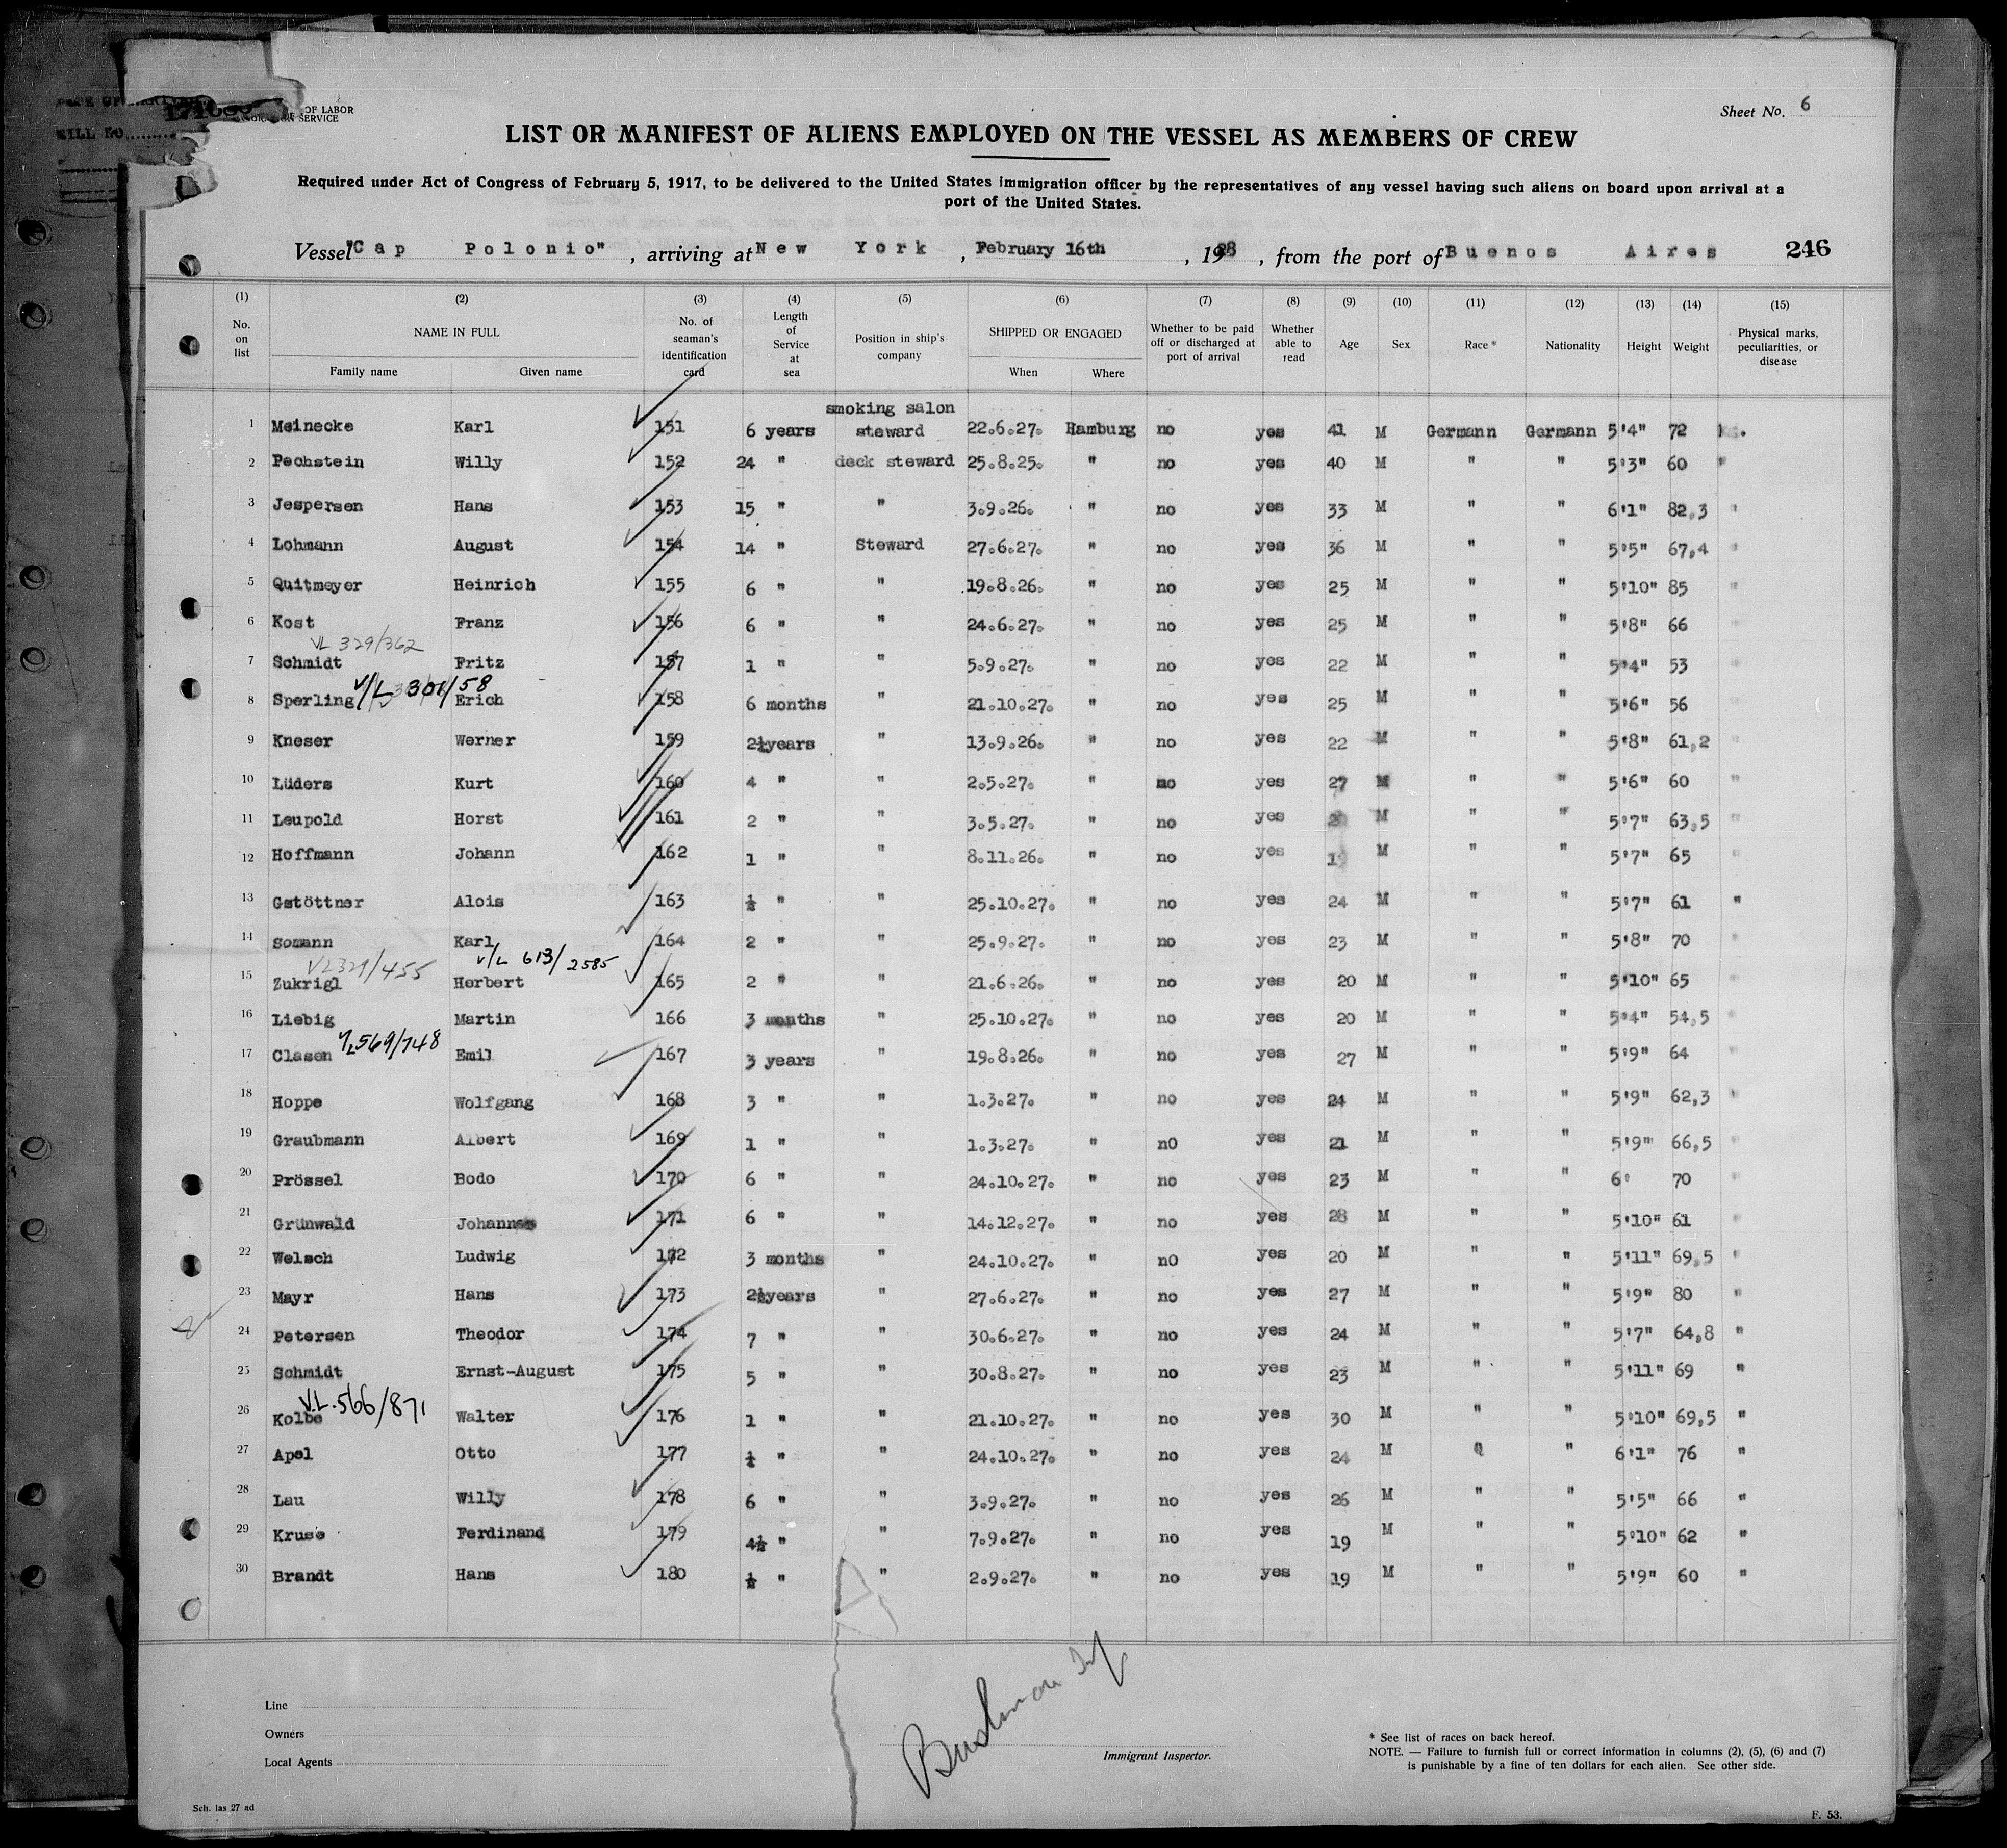 OF LABOR
SERVICE
Sheet No. 6
LIST OR MANIFEST OF ALIENS EMPLOYED ON THE VESSEL AS MEMBERS OF CREW
Required under Act of Congress of February 5, 1917, to be delivered to the United States immigration officer by the representatives of any vessel having such aliens on board upon arrival at a
port of the United States.
Vessel "Cap Polonio", arriving at New York, February 16th, 1928, from the port of Buenos Aires 246
(1) (2) (3) (4) (5) (6) (7) (8) (9) (10) (11) (12) (13) (14) (15)
No. on list NAME IN FULL Family name Given name No. of seaman's identification card Length of Service at sea Position in ship's company SHIPPED OR ENGAGED When Where Whether to be paid off or discharged at port of arrival Whether able to read Age Sex Race* Nationality Height Weight Physical marks, peculiarities, or disease
smoking salon
1 Meinecke Karl 151 6 years steward 22.6.27. Hamburg no yes 41 M Germann Germann 5'4" 72
2 Pechstein Willy 152 24 " deck steward 25.8.25. " no yes 40 M " " 5'3" 60 "
3 Jespersen Hans 153 15 " " 3.9.26. " no yes 33 M " " 6'1" 82,3 "
4 Lohmann August 154 14 " Steward 27.6.27. " no yes 36 M " " 5'5" 67,4 "
5 Quitmeyer Heinrich 155 6 " " 19.8.26. " no yes 25 M " " 5'10" 85 "
6 Kost Franz 156 6 " " 24.6.27. " no yes 25 M " " 5'8" 66 "
VL 329/362
7 Schmidt Fritz 157 1 " " 5.9.27. " no yes 22 M " " 5'4" 53 "
V/L 301/58
8 Sperling Erich 158 6 months " 21.10.27. " no yes 25 M " " 5'6" 56 "
9 Kneser Werner 159 2½years " 13.9.26. " no yes 22 M " " 5'8" 61,2 "
10 Lüders Kurt 160 4 " " 2.5.27. " no yes 27 M " " 5'6" 60 "
11 Leupold Horst 161 2 " " 3.5.27. " no yes M " " 5'7" 63,5 "
12 Hoffmann Johann 162 1 " " 8.11.26. " no yes M " " 5'7" 65 "
13 Gstöttner Alois 163 ½ " " 25.10.27. " no yes 24 M " " 5'7" 61 "
14 Somann Karl 164 2 " " 25.9.27. " no yes 23 M " " 5'8" 70 "
VL329/455 V/L 613/2585
15 Zukrigl Herbert 165 2 " " 21.6.26. " no yes 20 M " " 5'10" 65 "
16 Liebig Martin 166 3 months " 25.10.27. " no yes 20 M " " 5'4" 54,5 "
V/L569/748
17 Clasen Emil 167 3 years " 19.8.26. " no yes 27 M " " 5'9" 64 "
18 Hoppe Wolfgang 168 3 " " 1.3.27. " no yes 24 M " " 5'9" 62,3 "
19 Graubmann Albert 169 1 " " 1.3.27. " n0 yes 21 M " " 5'9" 66,5 "
20 Prössel Bodo 170 6 " " 24.10.27. " no yes 23 M " " 6' 70 "
21 Grünwald Johannes 171 6 " " 14.12.27. " no yes 28 M " " 5'10" 61 "
22 Welsch Ludwig 172 3 months " 24.10.27. " n0 yes 20 M " " 5'11" 69,5 "
23 Mayr Hans 173 2½years " 27.6.27. " no yes 27 M " " 5'9" 80 "
24 Petersen Theodor 174 7 " " 30.6.27. " no yes 24 M " " 5'7" 64,8 "
25 Schmidt Ernst-August 175 5 " " 30.8.27. " no yes 23 M " " 5'11" 69 "
V.L.566/871
26 Kolbe Walter 176 1 " " 21.10.27. " no yes 30 M " " 5'10" 69,5 "
27 Apel Otto 177 " " 24.10.27. " no yes 24 M " 6'1" 76 "
28 Lau Willy 178 6 " " 3.9.27. " no yes 26 M " " 5'5" 66 "
29 Kruse Ferdinand 179 4½ " " 7.9.27. " no yes 19 M " " 5'10" 62 "
30 Brandt Hans 180 ½ " " 2.9.27. " no yes 19 M " " 5'9" 60 "
Line
Owners
Local Agents
Immigrant Inspector.
* See list of races on back hereof.
NOTE. — Failure to furnish full or correct information in columns (2), (5), (6) and (7)
is punishable by a fine of ten dollars for each alien. See other side.
Sch. las 27 ad
F. 53.